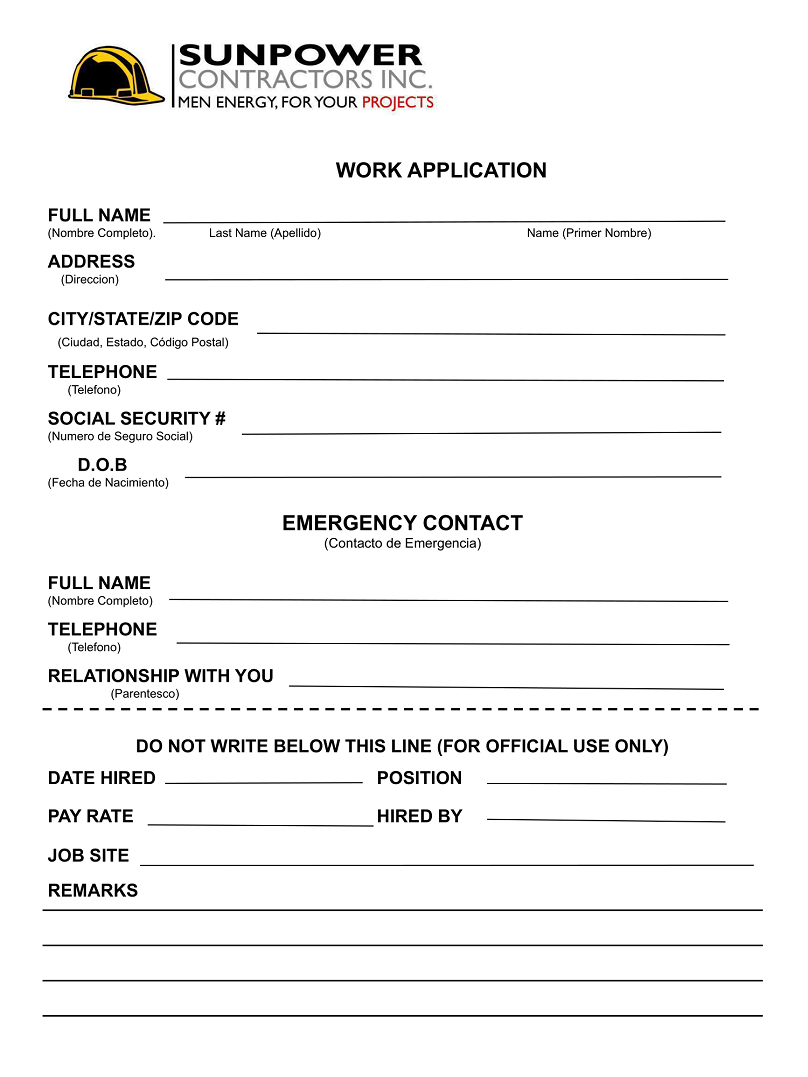 SUNPOWER
CONTRACTORS INC.
MEN ENERGY, FOR YOUR PROJECTS
WORK APPLICATION
FULL NAME
(Nombre Completo). Last Name (Apellido) Name (Primer Nombre)
ADDRESS
(Direccion)
CITY/STATE/ZIP CODE
(Ciudad, Estado, Código Postal)
TELEPHONE
(Telefono)
SOCIAL SECURITY #
(Numero de Seguro Social)
D.O.B
(Fecha de Nacimiento)
EMERGENCY CONTACT
(Contacto de Emergencia)
FULL NAME
(Nombre Completo)
TELEPHONE
(Telefono)
RELATIONSHIP WITH YOU
(Parentesco)
DO NOT WRITE BELOW THIS LINE (FOR OFFICIAL USE ONLY)
DATE HIRED POSITION
PAY RATE HIRED BY
JOB SITE
REMARKS